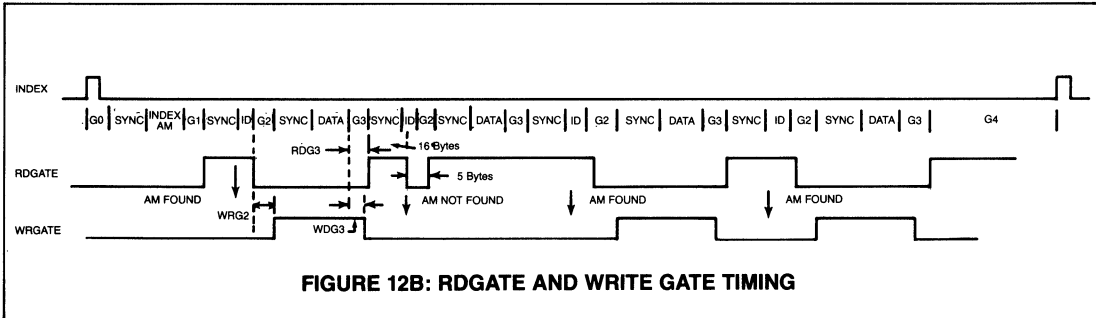 INDEX
G0 SYNC INDEX AM G1 SYNC ID G2 SYNC DATA G3 SYNC ID G2 SYNC DATA G3 SYNC ID G2 SYNC DATA G3 SYNC ID G2 SYNC DATA G3 G4
RDG3 16 Bytes
RDGATE
5 Bytes
AM FOUND AM NOT FOUND AM FOUND AM FOUND
WRG2
WDG3
WRGATE
FIGURE 12B: RDGATE AND WRITE GATE TIMING